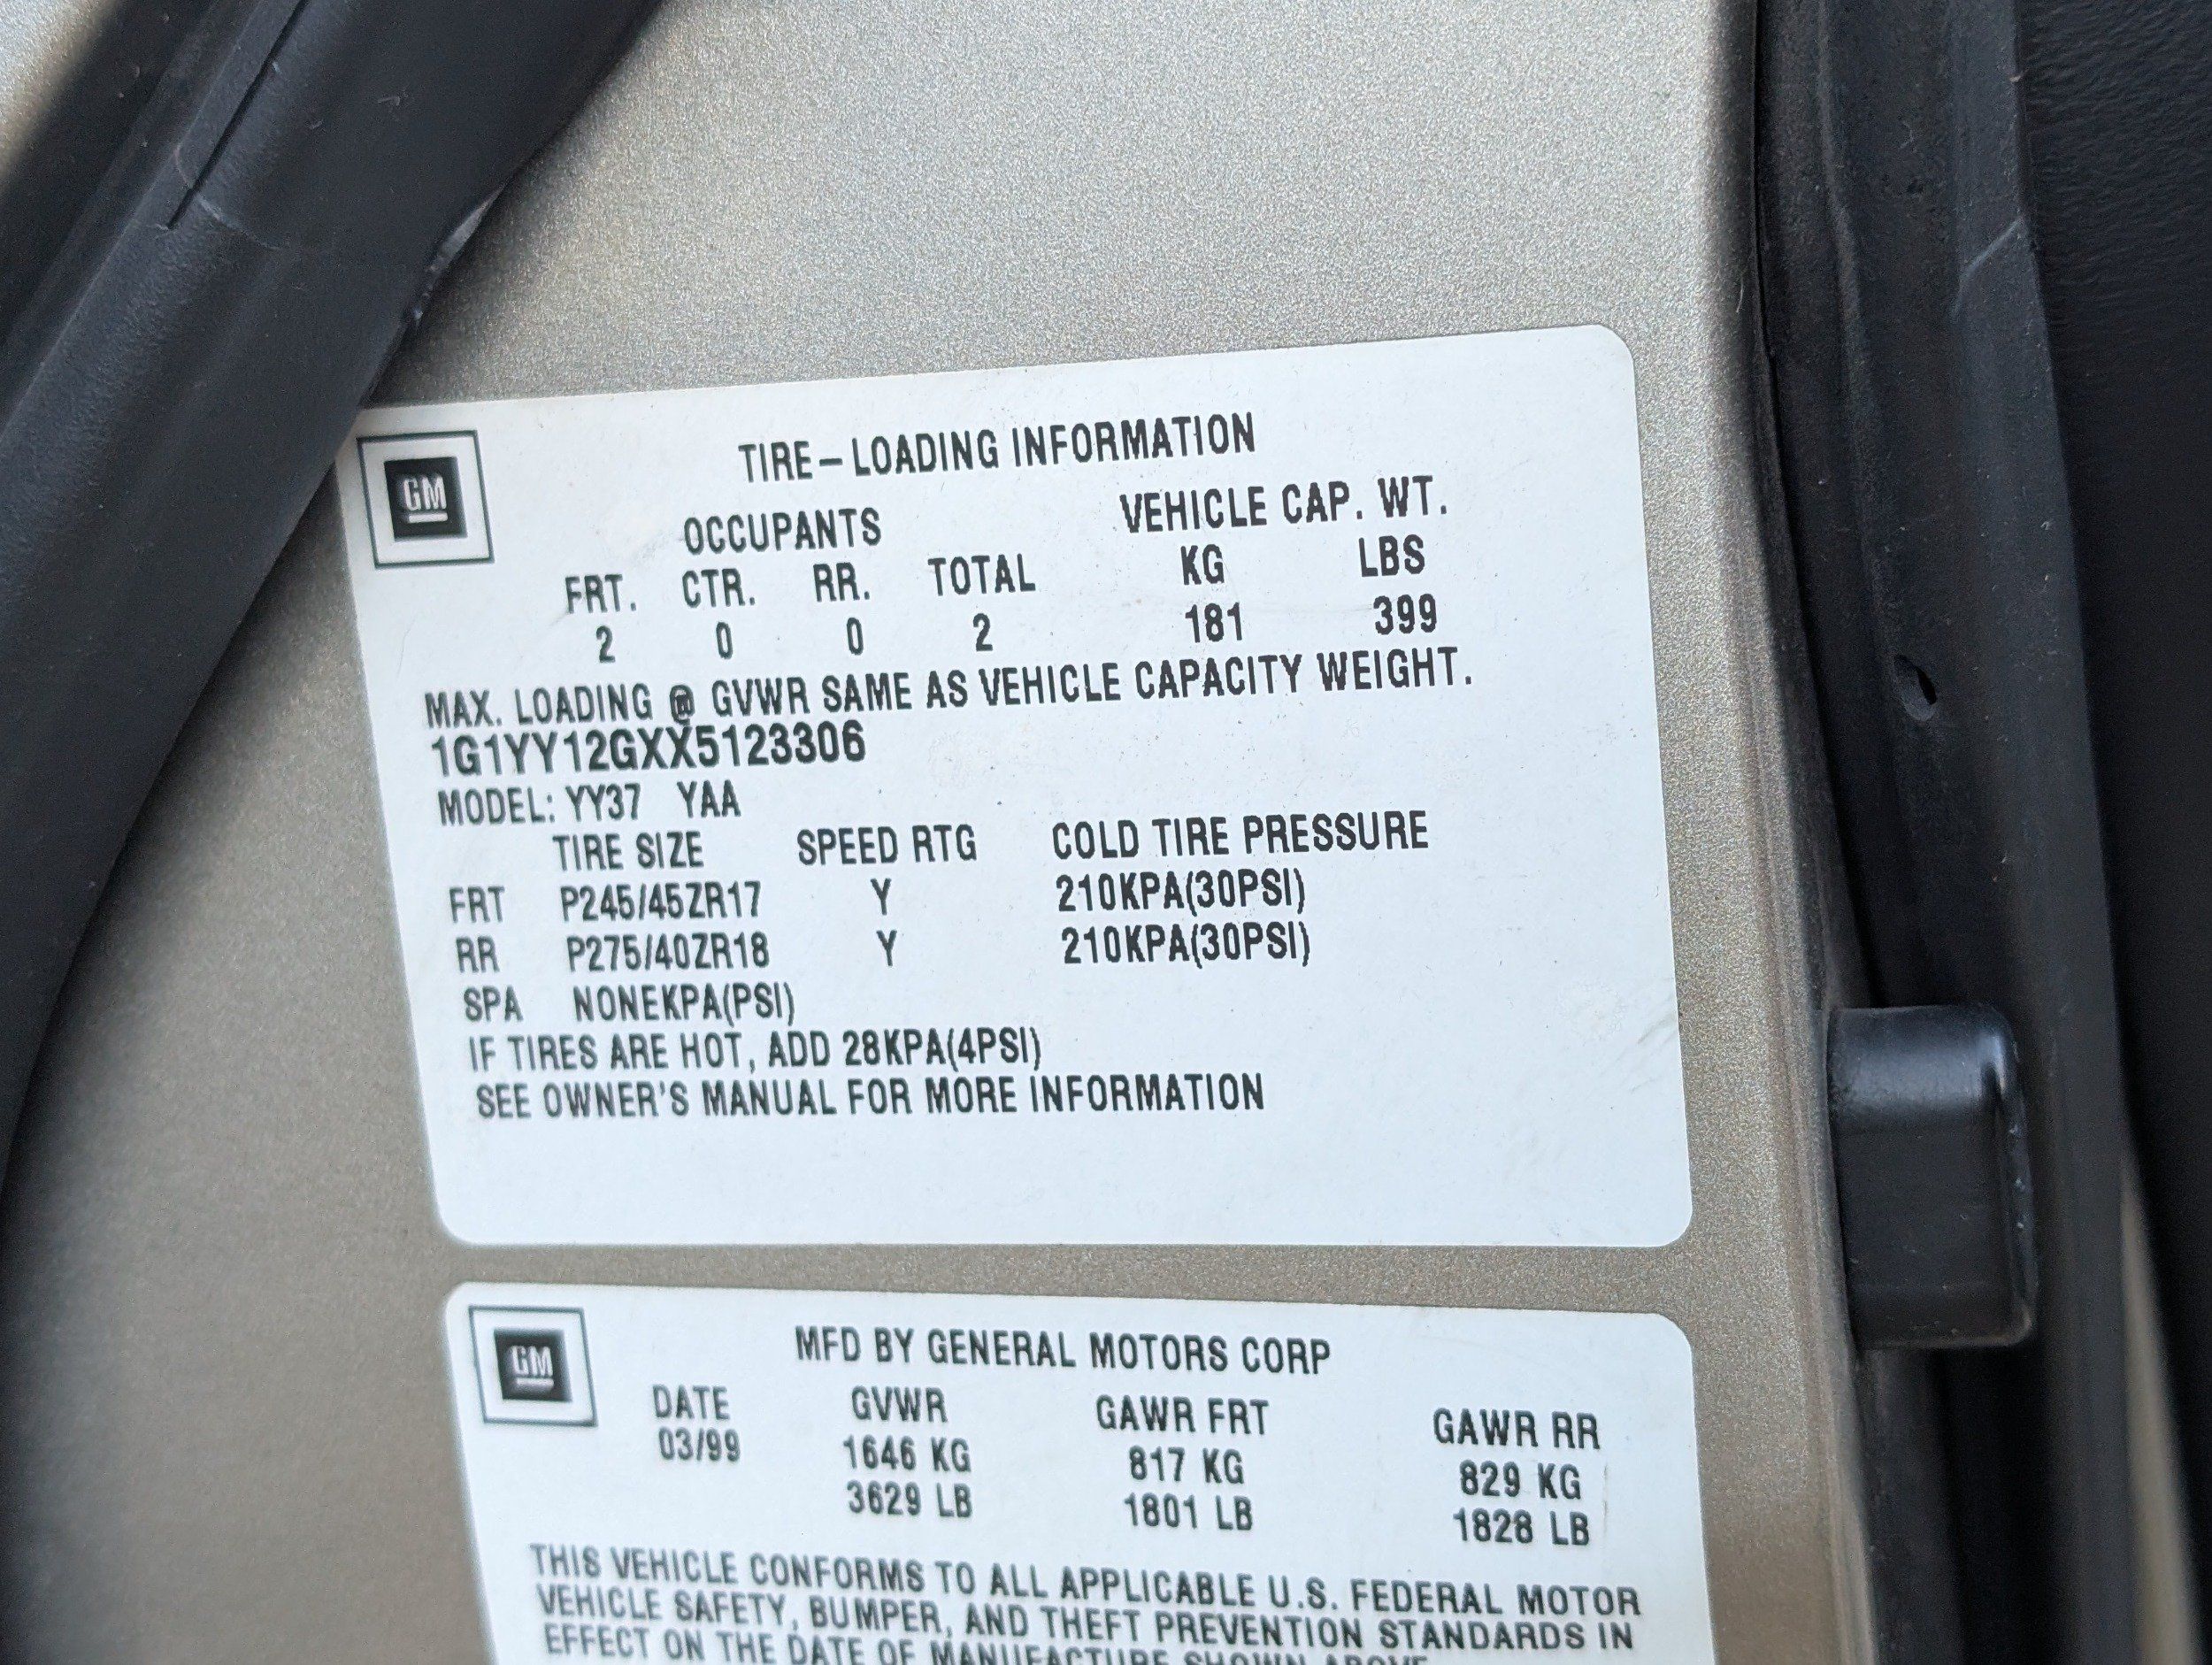 GM
TIRE-LOADING INFORMATION
OCCUPANTS VEHICLE CAP. WT.
FRT. CTR. RR. TOTAL KG LBS
2 0 0 2 181 399
MAX. LOADING @ GVWR SAME AS VEHICLE CAPACITY WEIGHT.
1G1YY12GXX5123306
MODEL: YY37 YAA
TIRE SIZE SPEED RTG COLD TIRE PRESSURE
FRT P245/45ZR17 Y 210KPA(30PSI)
RR P275/40ZR18 Y 210KPA(30PSI)
SPA NONEKPA(PSI)
IF TIRES ARE HOT, ADD 28KPA(4PSI)
SEE OWNER'S MANUAL FOR MORE INFORMATION
GM
MFD BY GENERAL MOTORS CORP
DATE GVWR GAWR FRT GAWR RR
03/99 1646 KG 817 KG 829 KG
3629 LB 1801 LB 1828 LB
THIS VEHICLE CONFORMS TO ALL APPLICABLE U.S. FEDERAL MOTOR
VEHICLE SAFETY, BUMPER, AND THEFT PREVENTION STANDARDS IN
EFFECT ON THE DATE OF MANUFACTURE SHOWN ABOVE